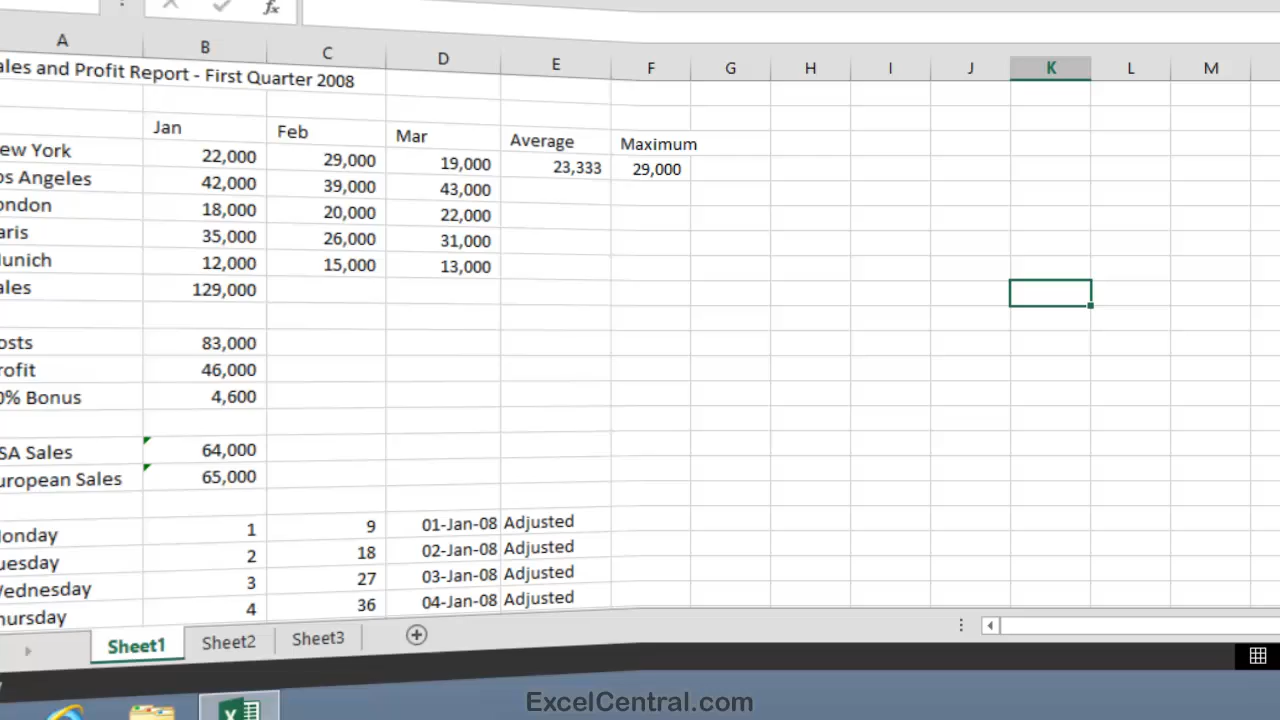 fx
A B C D E F G H I J K L M
ales and Profit Report - First Quarter 2008
Jan Feb Mar Average Maximum
ew York 22,000 29,000 19,000 23,333 29,000
os Angeles 42,000 39,000 43,000
ondon 18,000 20,000 22,000
aris 35,000 26,000 31,000
unich 12,000 15,000 13,000
ales 129,000
osts 83,000
rofit 46,000
0% Bonus 4,600
SA Sales 64,000
uropean Sales 65,000
onday 1 9 01-Jan-08 Adjusted
uesday 2 18 02-Jan-08 Adjusted
ednesday 3 27 03-Jan-08 Adjusted
hursday 4 36 04-Jan-08 Adjusted
Sheet1 Sheet2 Sheet3
ExcelCentral.com